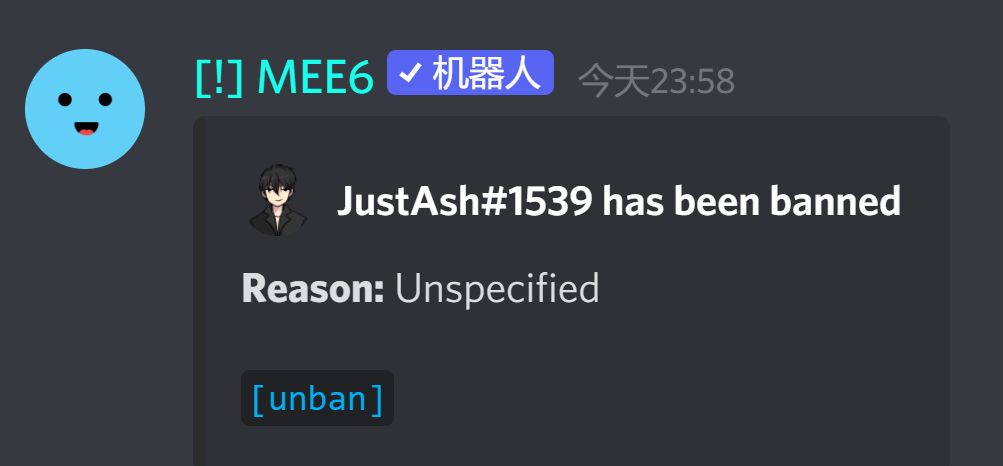 [!] MEE6 ✓ 机器人 今天23:58
JustAsh#1539 has been banned
Reason: Unspecified
[unban]